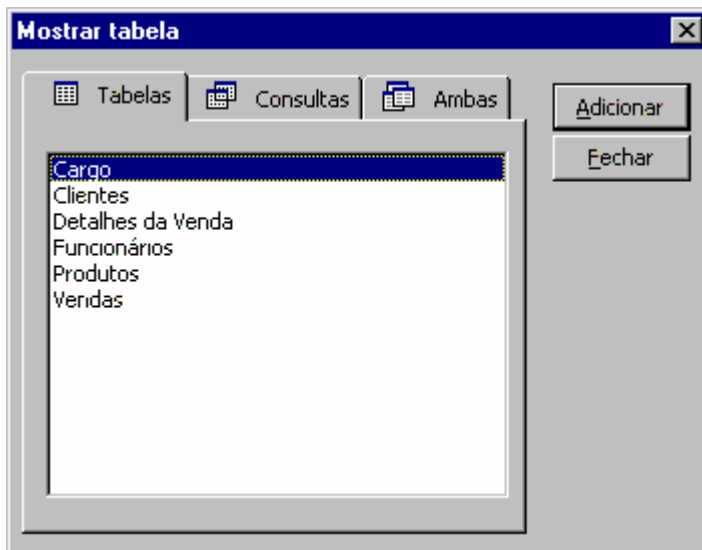 Mostrar tabela
Tabelas Consultas Ambas
Adicionar
Fechar
Cargo
Clientes
Detalhes da Venda
Funcionários
Produtos
Vendas